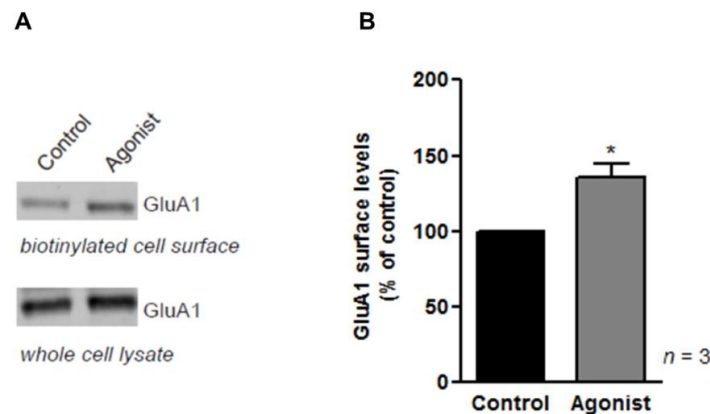 A
Control
Agonist
GluA1
biotinylated cell surface
GluA1
whole cell lysate
B
GluA1 surface levels
(% of control)
200
150
100
50
0
*
n = 3
Control
Agonist